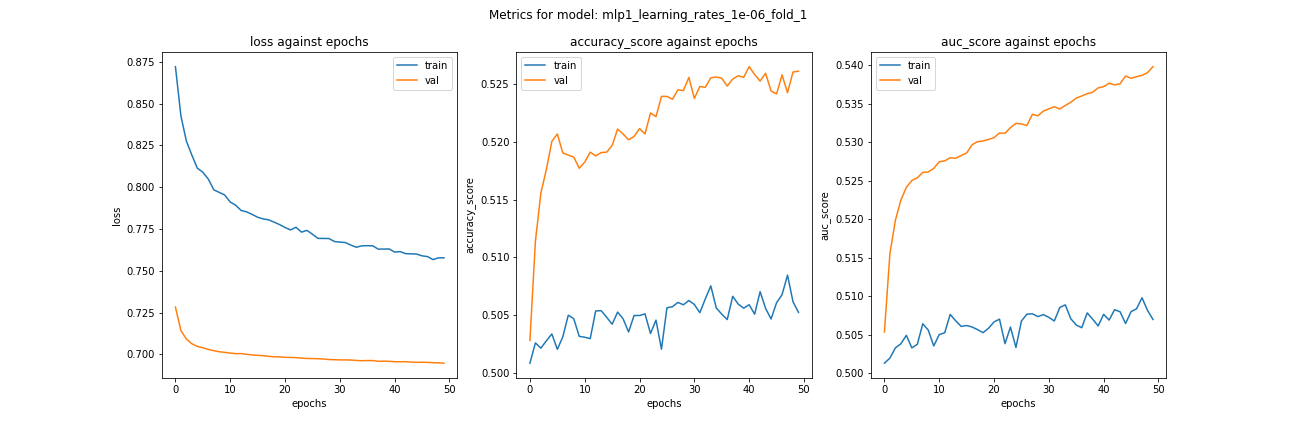 Metrics for model: mlp1_learning_rates_1e-06_fold_1
loss against epochs
train
val
loss
0.875
0.850
0.825
0.800
0.775
0.750
0.725
0.700
0 10 20 30 40 50
epochs
accuracy_score against epochs
train
val
accuracy_score
0.525
0.520
0.515
0.510
0.505
0.500
0 10 20 30 40 50
epochs
auc_score against epochs
train
val
auc_score
0.540
0.535
0.530
0.525
0.520
0.515
0.510
0.505
0.500
0 10 20 30 40 50
epochs